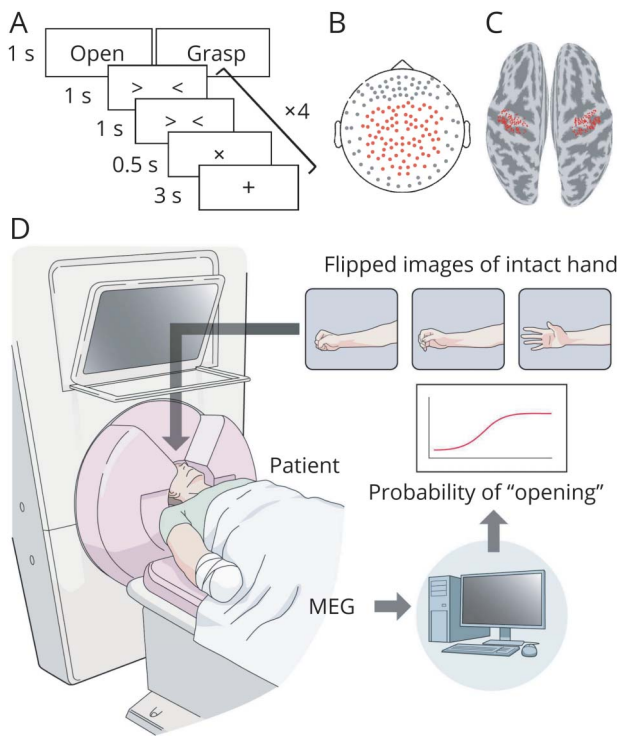 A
B
C
1 s
Open
Grasp
1 s
> <
1 s
> <
×4
0.5 s
×
3 s
+
D
Flipped images of intact hand
Patient
Probability of “opening”
MEG